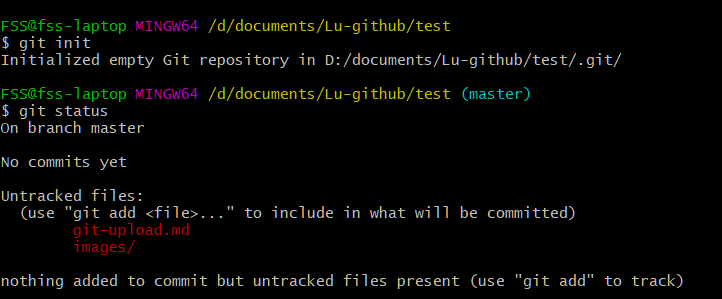 FSS@fss-laptop MINGW64 /d/documents/Lu-github/test
$ git init
Initialized empty Git repository in D:/documents/Lu-github/test/.git/
FSS@fss-laptop MINGW64 /d/documents/Lu-github/test (master)
$ git status
On branch master
No commits yet
Untracked files:
(use "git add <file>..." to include in what will be committed)
git-upload.md
images/
nothing added to commit but untracked files present (use "git add" to track)